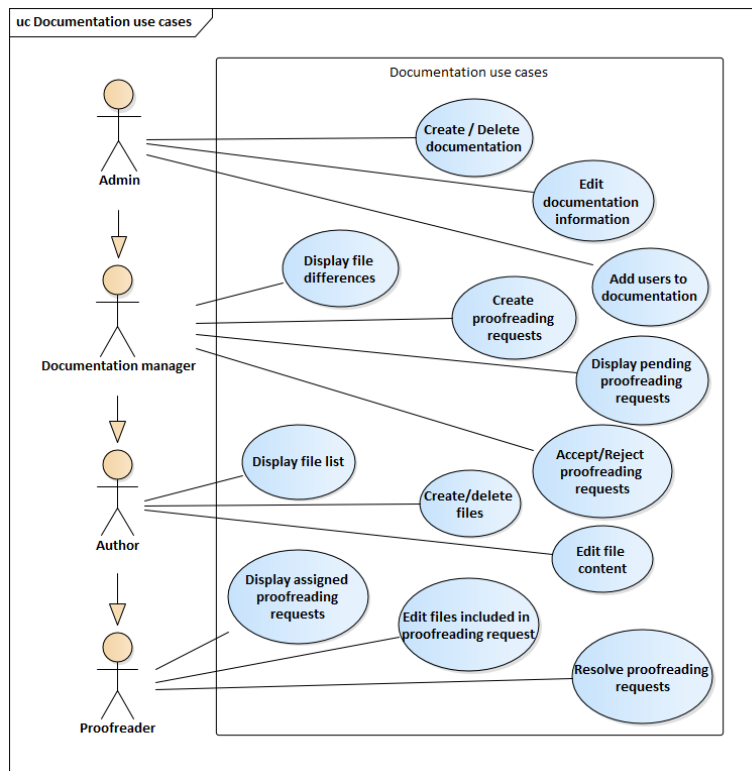 uc Documentation use cases
Documentation use cases
Admin
Create / Delete
documentation
Edit
documentation
information
Add users to
documentation
Documentation manager
Display file
differences
Create
proofreading
requests
Display pending
proofreading
requests
Accept/Reject
proofreading
requests
Author
Display file list
Create/delete
files
Edit file
content
Proofreader
Display assigned
proofreading
requests
Edit files included in
proofreading request
Resolve proofreading
requests